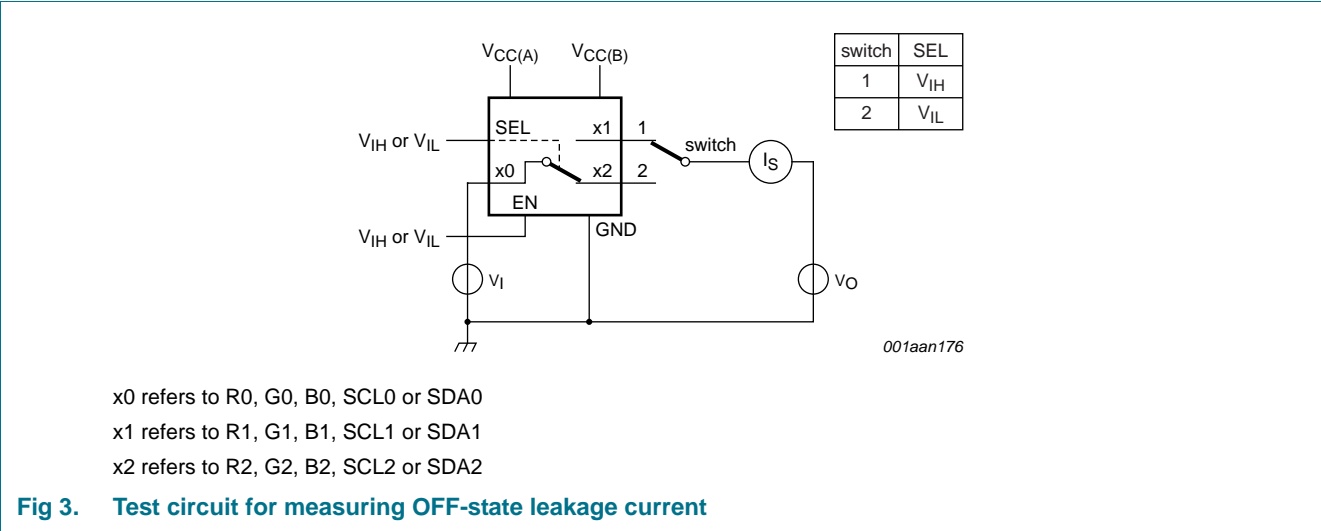 VCC(A) VCC(B)
switch SEL
1 VIH
2 VIL
VIH or VIL SEL x1 1 switch IS
x0 x2 2
EN
VIH or VIL GND
VI VO
001aan176
x0 refers to R0, G0, B0, SCL0 or SDA0
x1 refers to R1, G1, B1, SCL1 or SDA1
x2 refers to R2, G2, B2, SCL2 or SDA2
Fig 3. Test circuit for measuring OFF-state leakage current